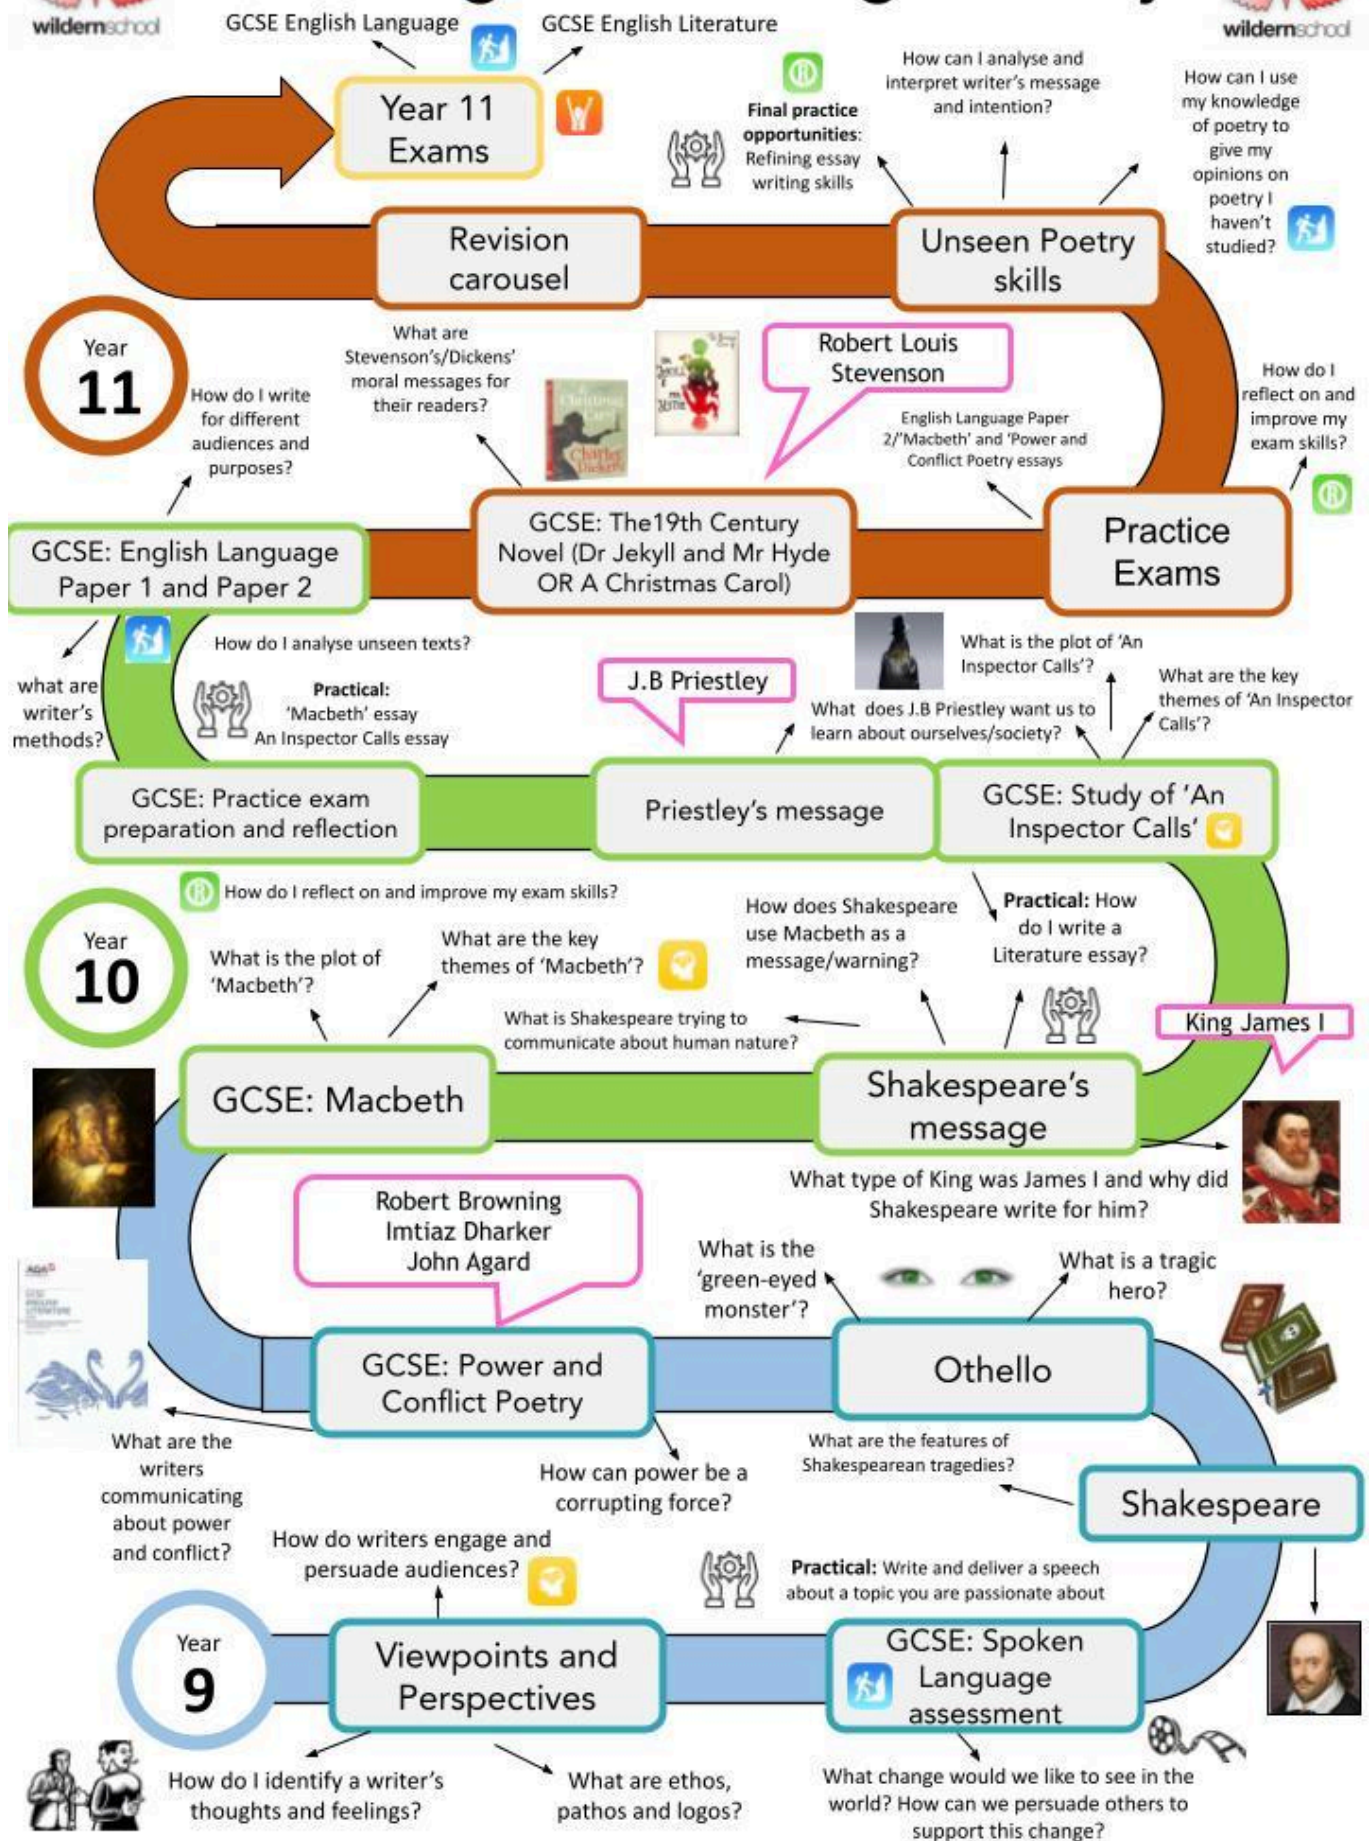 wildernschool
wildernschool
GCSE English Language
GCSE English Literature
Year 11
Exams
Final practice
opportunities:
Refining essay
writing skills
How can I analyse and
interpret writer's message
and intention?
How can I use
my knowledge
of poetry to
give my
opinions on
poetry I
haven't
studied?
Revision
carousel
Unseen Poetry
skills
Year
11
How do I write
for different
audiences and
purposes?
What are
Stevenson's/Dickens'
moral messages for
their readers?
Christmas
Carol
Charles
Dickens
Robert Louis
Stevenson
English Language Paper
2/'Macbeth' and 'Power and
Conflict Poetry essays
How do I
reflect on and
improve my
exam skills?
GCSE: English Language
Paper 1 and Paper 2
GCSE: The19th Century
Novel (Dr Jekyll and Mr Hyde
OR A Christmas Carol)
Practice
Exams
what are
writer's
methods?
How do I analyse unseen texts?
Practical:
'Macbeth' essay
An Inspector Calls essay
J.B Priestley
What is the plot of 'An
Inspector Calls'?
What does J.B Priestley want us to
learn about ourselves/society?
What are the key
themes of 'An Inspector
Calls'?
GCSE: Practice exam
preparation and reflection
Priestley's message
GCSE: Study of 'An
Inspector Calls'
How do I reflect on and improve my exam skills?
Year
10
What is the plot of
'Macbeth'?
What are the key
themes of 'Macbeth'?
How does Shakespeare
use Macbeth as a
message/warning?
Practical: How
do I write a
Literature essay?
What is Shakespeare trying to
communicate about human nature?
King James I
GCSE: Macbeth
Shakespeare's
message
What type of King was James I and why did
Shakespeare write for him?
Robert Browning
Imtiaz Dharker
John Agard
What is the
'green-eyed
monster'?
What is a tragic
hero?
AQA
GCSE
ENGLISH
LITERATURE
GCSE: Power and
Conflict Poetry
Othello
What are the
writers
communicating
about power
and conflict?
How can power be a
corrupting force?
What are the features of
Shakespearean tragedies?
Shakespeare
How do writers engage and
persuade audiences?
Practical: Write and deliver a speech
about a topic you are passionate about
Year
9
Viewpoints and
Perspectives
GCSE: Spoken
Language
assessment
How do I identify a writer's
thoughts and feelings?
What are ethos,
pathos and logos?
What change would we like to see in the
world? How can we persuade others to
support this change?